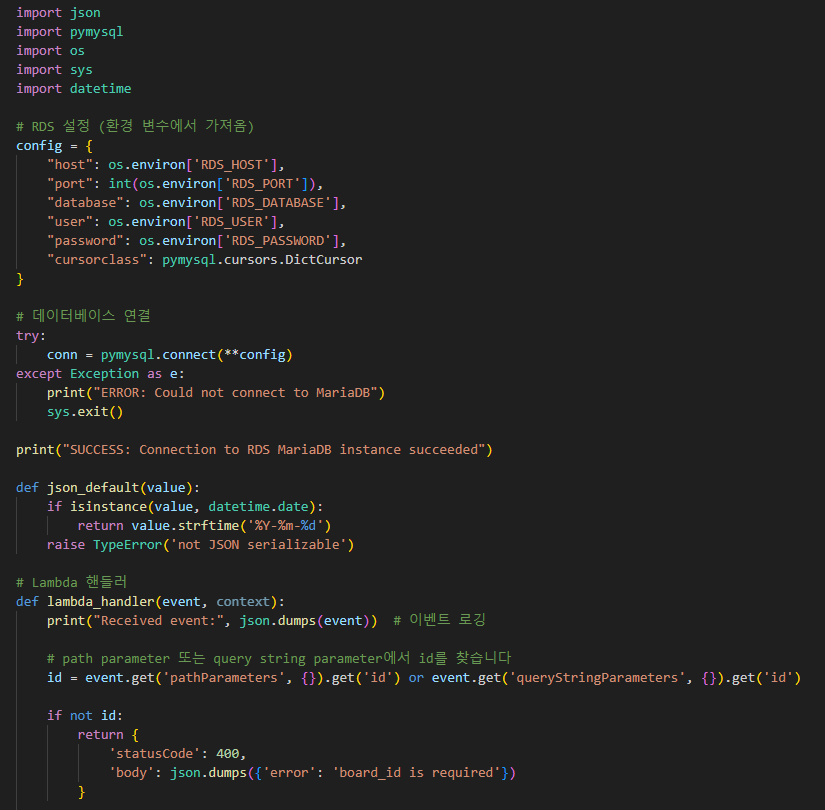 import json
import pymysql
import os
import sys
import datetime

# RDS 설정 (환경 변수에서 가져옴)
config = {
    "host": os.environ['RDS_HOST'],
    "port": int(os.environ['RDS_PORT']),
    "database": os.environ['RDS_DATABASE'],
    "user": os.environ['RDS_USER'],
    "password": os.environ['RDS_PASSWORD'],
    "cursorclass": pymysql.cursors.DictCursor
}

# 데이터베이스 연결
try:
    conn = pymysql.connect(**config)
except Exception as e:
    print("ERROR: Could not connect to MariaDB")
    sys.exit()

print("SUCCESS: Connection to RDS MariaDB instance succeeded")

def json_default(value):
    if isinstance(value, datetime.date):
        return value.strftime('%Y-%m-%d')
    raise TypeError('not JSON serializable')

# Lambda 핸들러
def lambda_handler(event, context):
    print("Received event:", json.dumps(event))  # 이벤트 로깅

    # path parameter 또는 query string parameter에서 id를 찾습니다
    id = event.get('pathParameters', {}).get('id') or event.get('queryStringParameters', {}).get('id')

    if not id:
        return {
            'statusCode': 400,
            'body': json.dumps({'error': 'board_id is required'})
        }